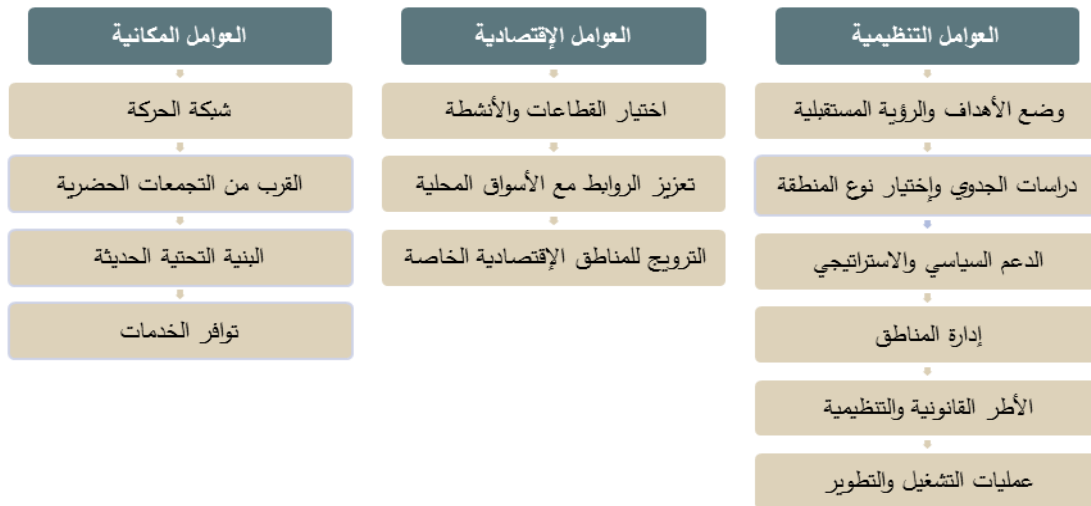 العوامل التنظيمية
وضع الأهداف والرؤية المستقبلية
دراسات الجدوي وإختيار نوع المنطقة
الدعم السياسي والاستراتيجي
إدارة المناطق
الأطر القانونية والتنظيمية
عمليات التشغيل والتطوير
العوامل الإقتصادية
اختيار القطاعات والأنشطة
تعزيز الروابط مع الأسواق المحلية
الترويج للمناطق الإقتصادية الخاصة
العوامل المكانية
شبكة الحركة
القرب من التجمعات الحضرية
البنية التحتية الحديثة
توافر الخدمات